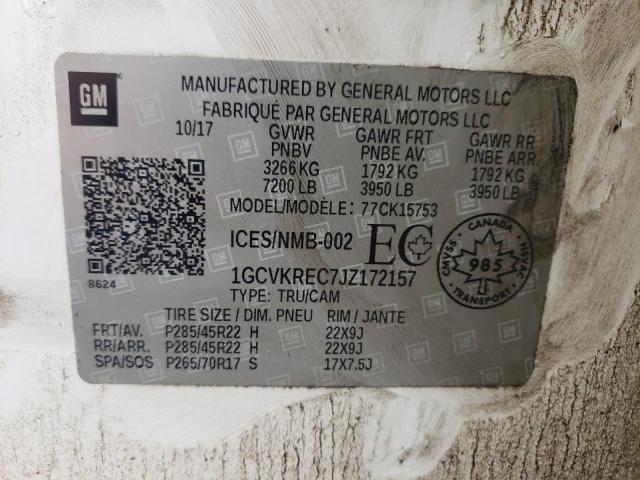 GM
MANUFACTURED BY GENERAL MOTORS LLC
FABRIQUÉ PAR GENERAL MOTORS LLC
10/17 GVWR GAWR FRT GAWR RR
PNBV PNBE AV. PNBE ARR
3266 KG 1792 KG 1792 KG
7200 LB 3950 LB 3950 LB
MODEL/MODÈLE: 77CK15753
ICES/NMB-002 EC
CANADA
CMVSS 985 NSVAC
TRANSPORT
8624
1GCVKREC7JZ172157
TYPE: TRU/CAM
TIRE SIZE / DIM. PNEU RIM / JANTE
FRT/AV. P285/45R22 H 22X9J
RR/ARR. P285/45R22 H 22X9J
SPA/SOS P265/70R17 S 17X7.5J